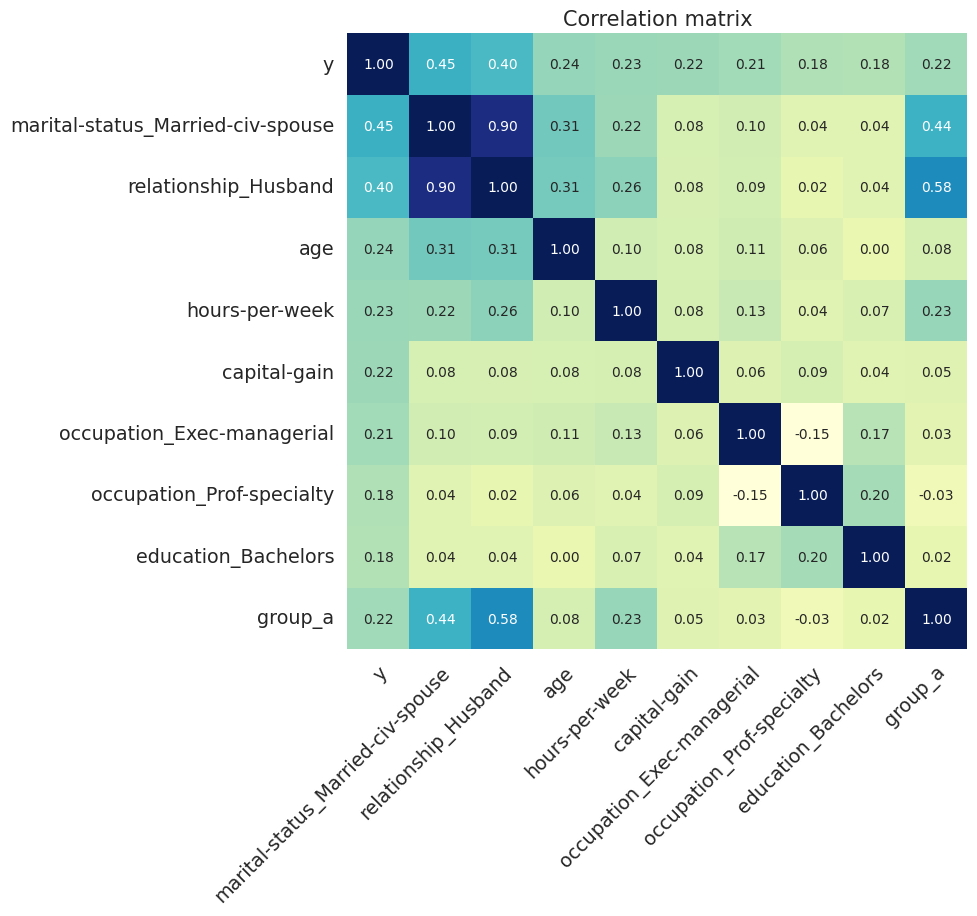 Correlation matrix
y 1.00 0.45 0.40 0.24 0.23 0.22 0.21 0.18 0.18 0.22
marital-status_Married-civ-spouse 0.45 1.00 0.90 0.31 0.22 0.08 0.10 0.04 0.04 0.44
relationship_Husband 0.40 0.90 1.00 0.31 0.26 0.08 0.09 0.02 0.04 0.58
age 0.24 0.31 0.31 1.00 0.10 0.08 0.11 0.06 0.00 0.08
hours-per-week 0.23 0.22 0.26 0.10 1.00 0.08 0.13 0.04 0.07 0.23
capital-gain 0.22 0.08 0.08 0.08 0.08 1.00 0.06 0.09 0.04 0.05
occupation_Exec-managerial 0.21 0.10 0.09 0.11 0.13 0.06 1.00 -0.15 0.17 0.03
occupation_Prof-specialty 0.18 0.04 0.02 0.06 0.04 0.09 -0.15 1.00 0.20 -0.03
education_Bachelors 0.18 0.04 0.04 0.00 0.07 0.04 0.17 0.20 1.00 0.02
group_a 0.22 0.44 0.58 0.08 0.23 0.05 0.03 -0.03 0.02 1.00
y
marital-status_Married-civ-spouse
relationship_Husband
age
hours-per-week
capital-gain
occupation_Exec-managerial
occupation_Prof-specialty
education_Bachelors
group_a